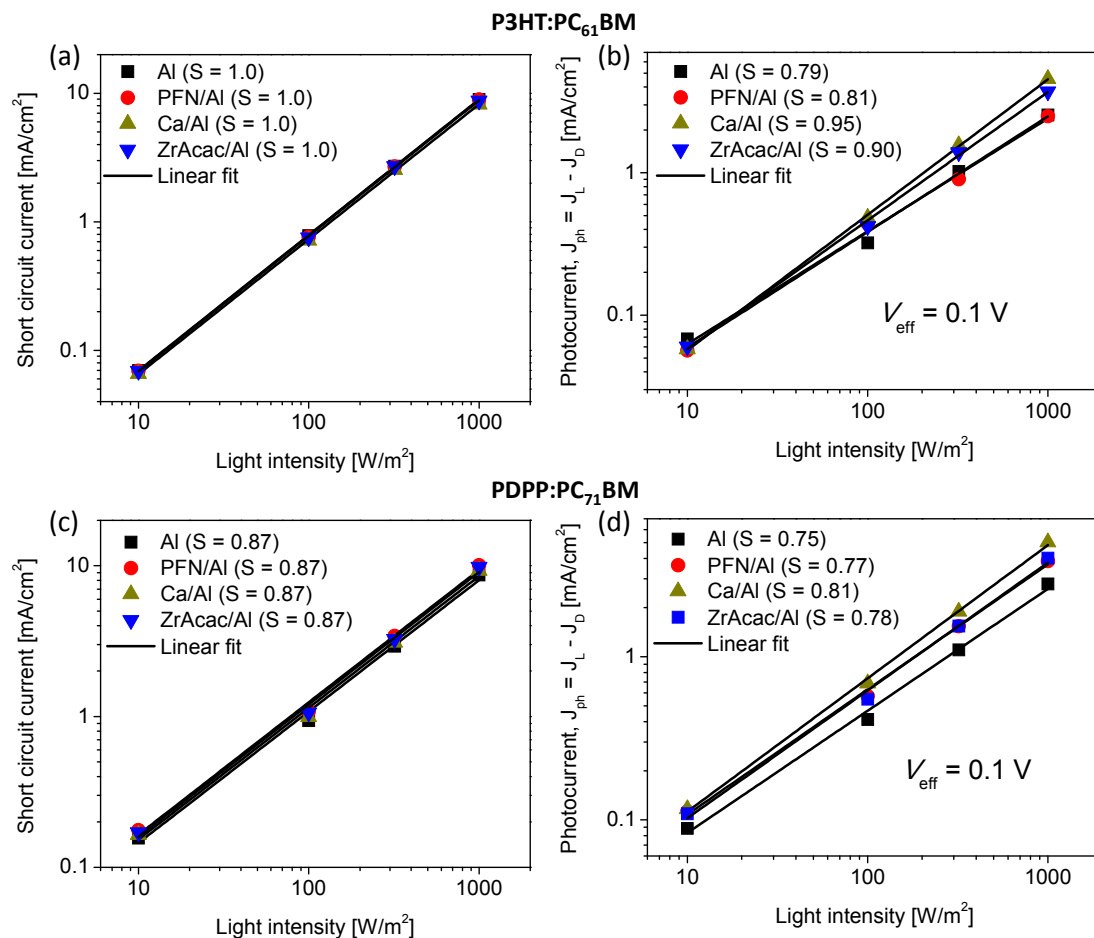 P3HT:PC61BM
(a)
Al (S = 1.0)
PFN/Al (S = 1.0)
Ca/Al (S = 1.0)
ZrAcac/Al (S = 1.0)
Linear fit
Short circuit current [mA/cm²]
10
1
0.1
10
100
1000
Light intensity [W/m²]
(b)
Al (S = 0.79)
PFN/Al (S = 0.81)
Ca/Al (S = 0.95)
ZrAcac/Al (S = 0.90)
Linear fit
Photocurrent, Jph = JL - JD [mA/cm²]
1
0.1
Veff = 0.1 V
10
100
1000
Light intensity [W/m²]
PDPP:PC71BM
(c)
Al (S = 0.87)
PFN/Al (S = 0.87)
Ca/Al (S = 0.87)
ZrAcac/Al (S = 0.87)
Linear fit
Short circuit current [mA/cm²]
10
1
0.1
10
100
1000
Light intensity [W/m²]
(d)
Al (S = 0.75)
PFN/Al (S = 0.77)
Ca/Al (S = 0.81)
ZrAcac/Al (S = 0.78)
Linear fit
Photocurrent, Jph = JL - JD [mA/cm²]
1
0.1
Veff = 0.1 V
10
100
1000
Light intensity [W/m²]